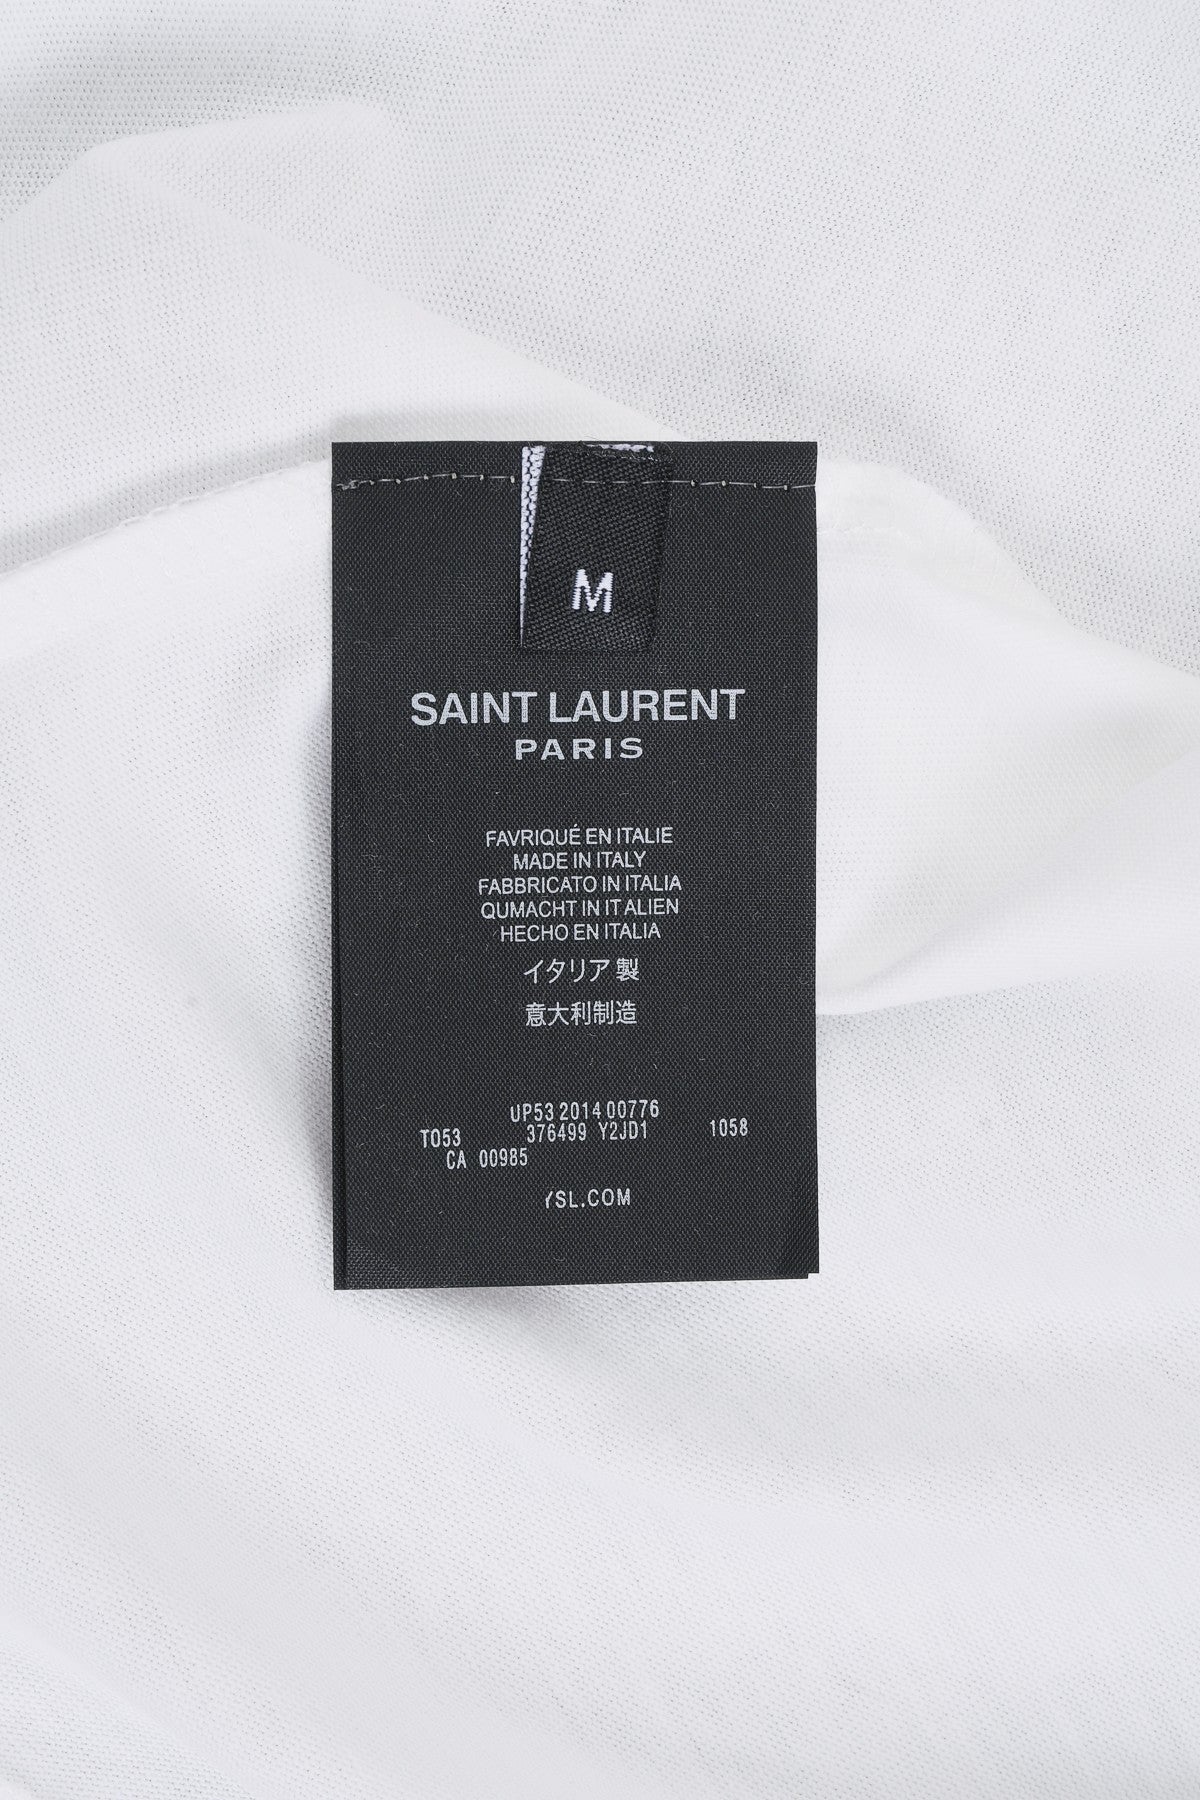 M
SAINT LAURENT
PARIS
FAVRIQUÉ EN ITALIE
MADE IN ITALY
FABBRICATO IN ITALIA
QUMACHT IN IT ALIEN
HECHO EN ITALIA
イタリア製
意大利制造
UP53 2014 00776
T053 376499 Y2JD1 1058
CA 00985
YSL.COM